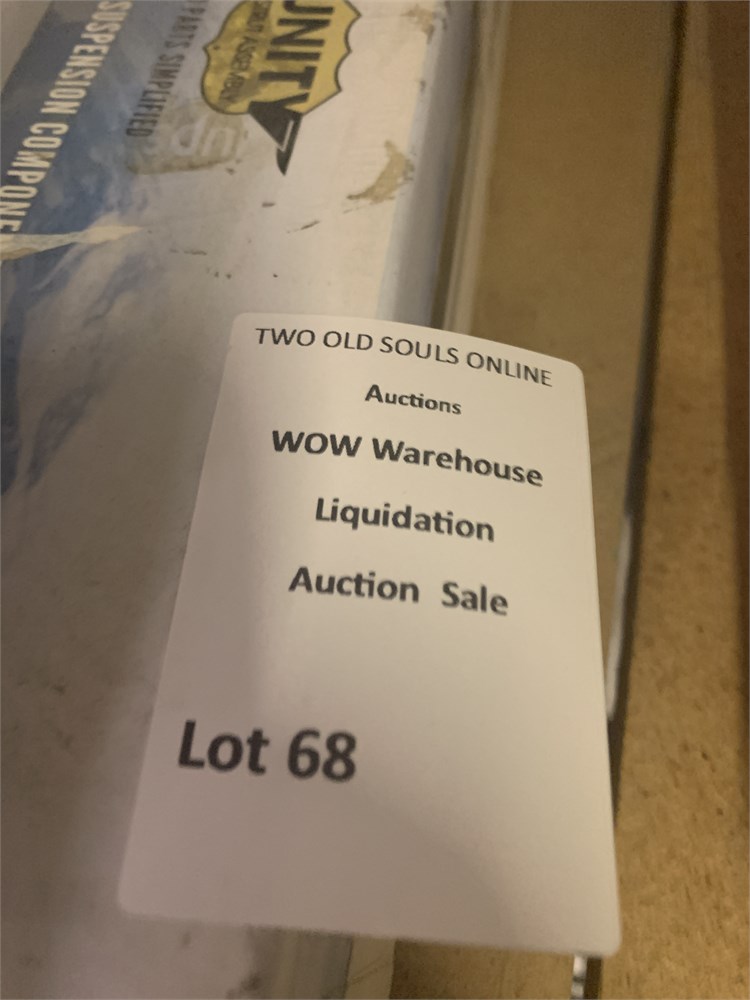 UNITY
PARTS SIMPLIFIED
SUSPENSION COMPONE
TWO OLD SOULS ONLINE
Auctions
WOW Warehouse
Liquidation
Auction Sale
Lot 68